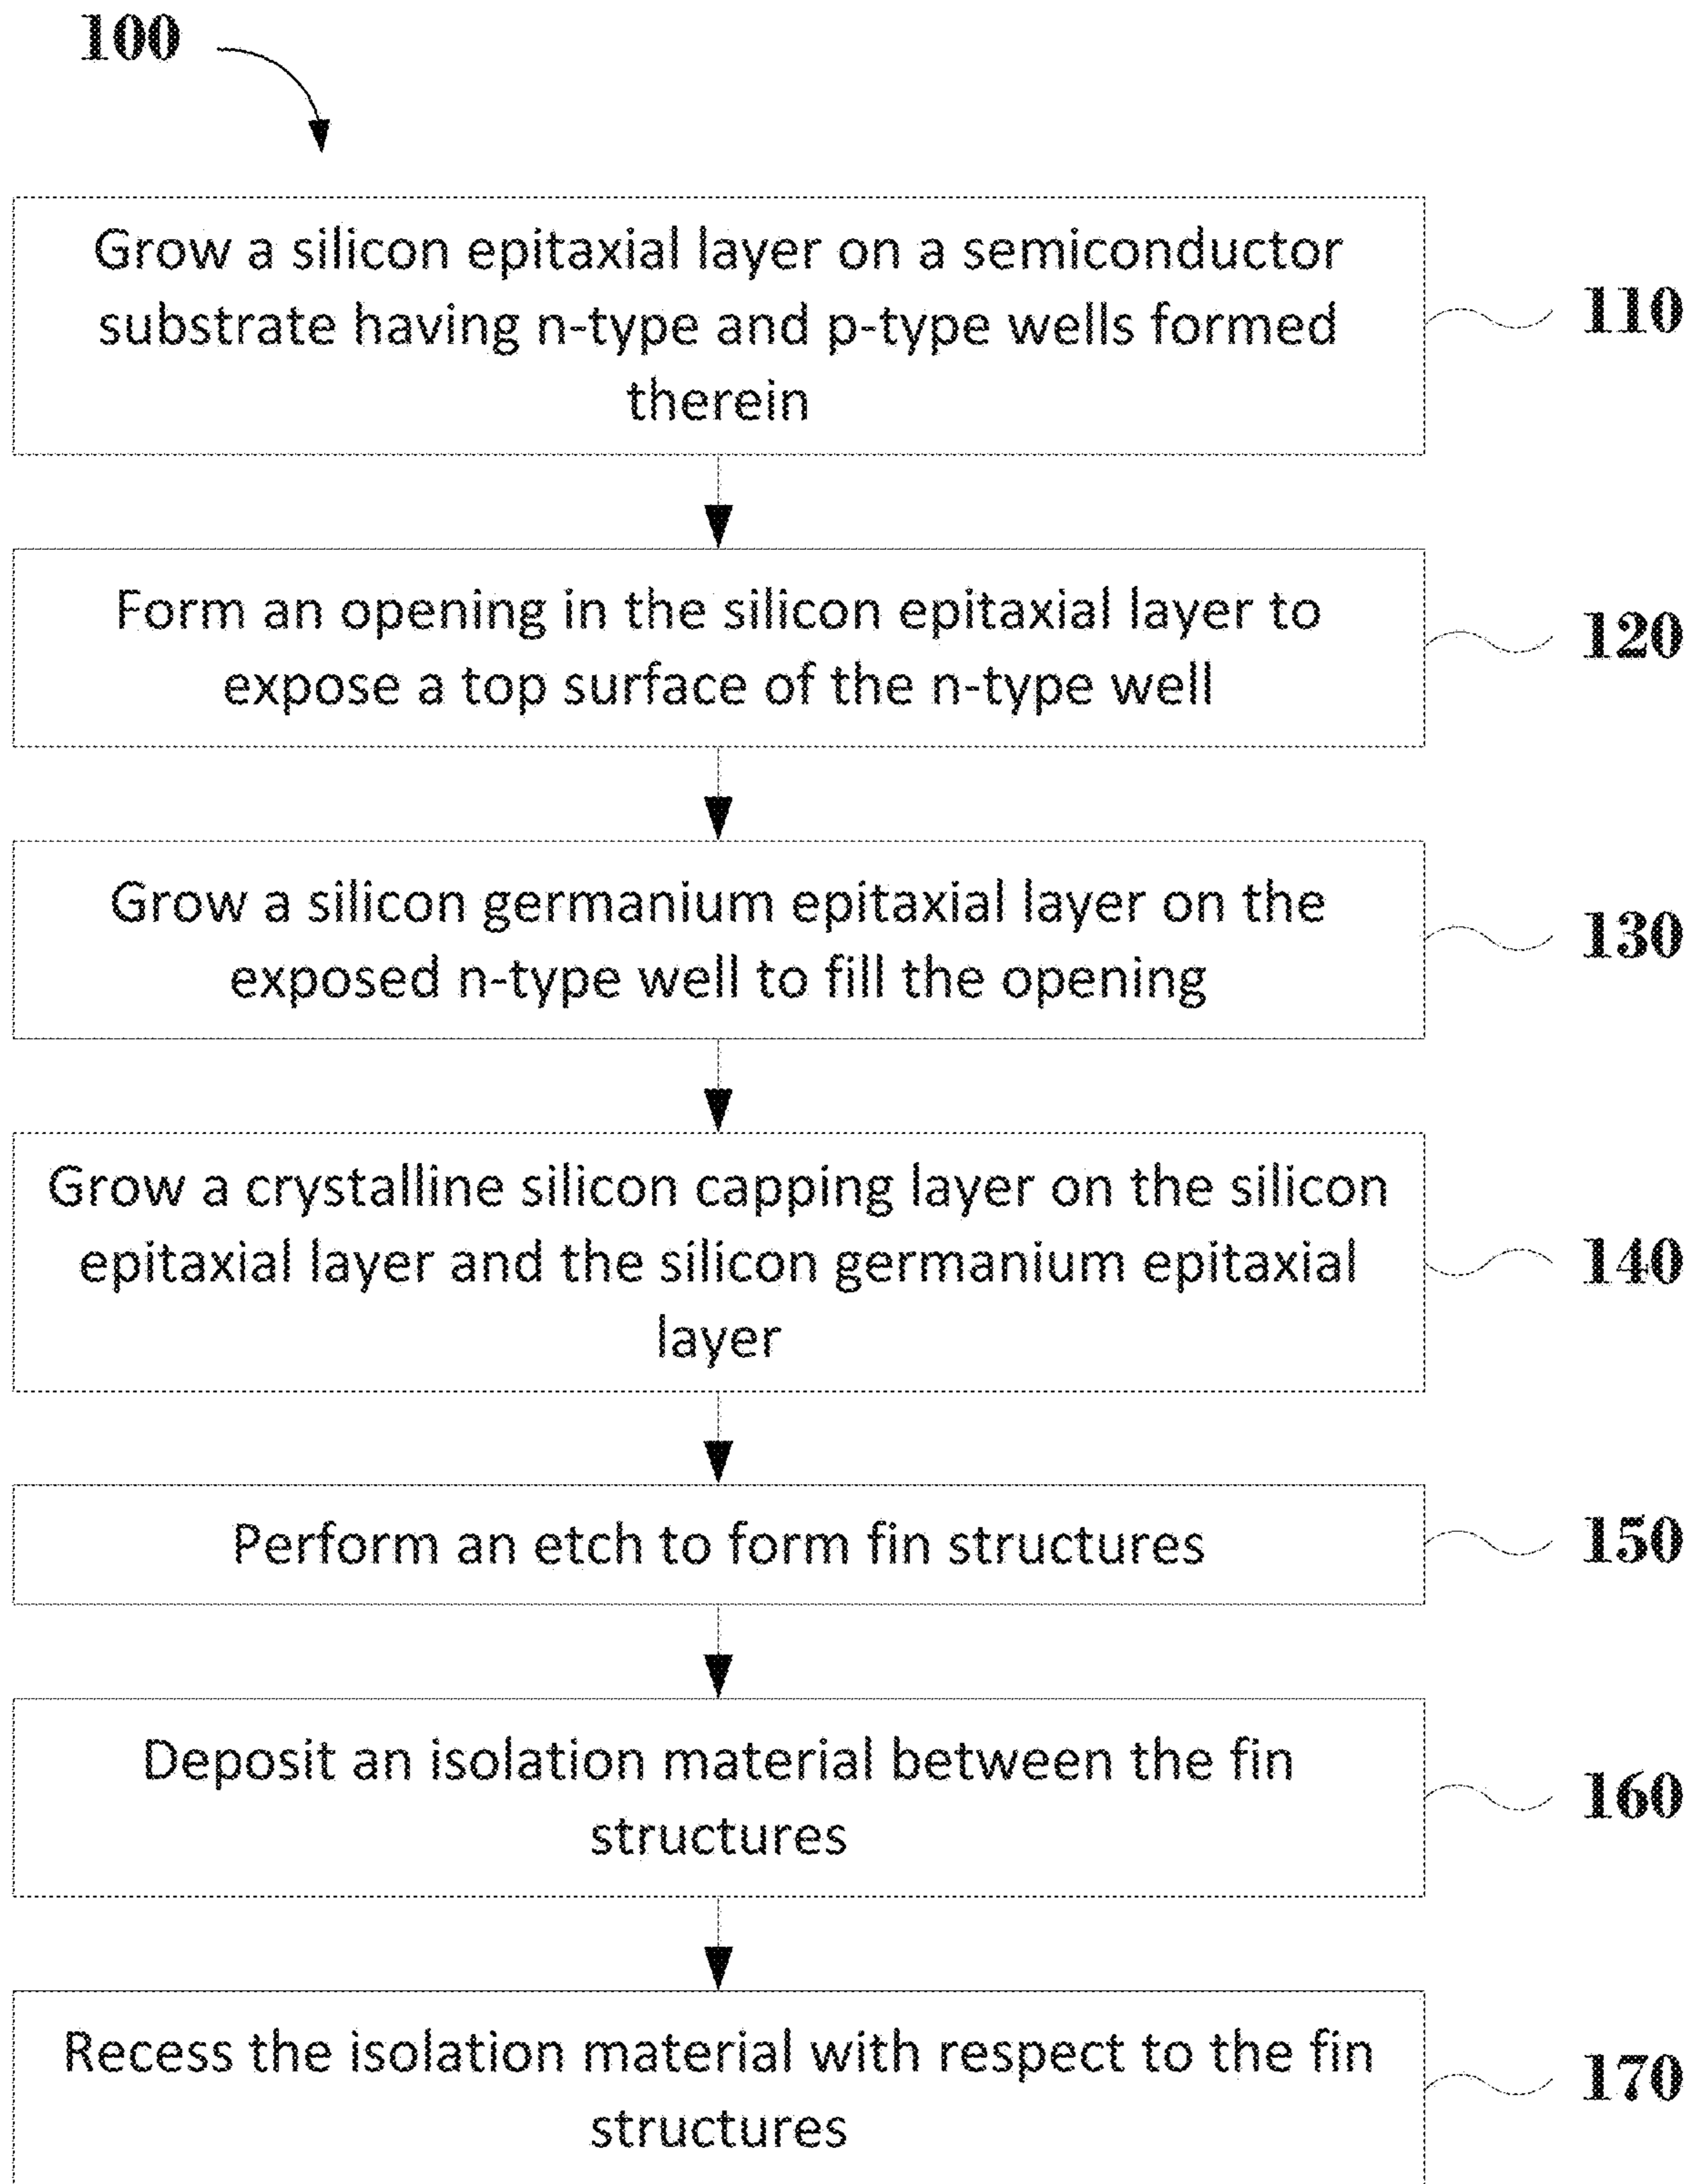 100
Grow a silicon epitaxial layer on a semiconductor
substrate having n-type and p-type wells formed
therein
110
Form an opening in the silicon epitaxial layer to
expose a top surface of the n-type well
120
Grow a silicon germanium epitaxial layer on the
exposed n-type well to fill the opening
130
Grow a crystalline silicon capping layer on the silicon
epitaxial layer and the silicon germanium epitaxial
layer
140
Perform an etch to form fin structures
150
Deposit an isolation material between the fin
structures
160
Recess the isolation material with respect to the fin
structures
170